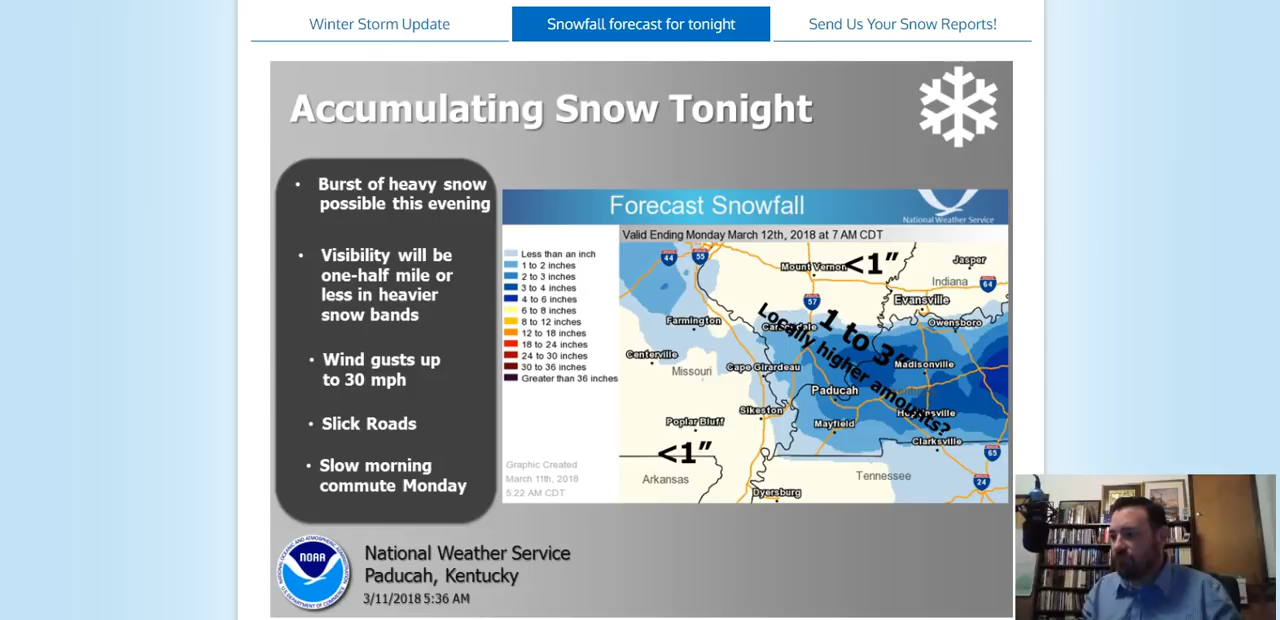 Winter Storm Update
Snowfall forecast for tonight
Send Us Your Snow Reports!
Accumulating Snow Tonight
• Burst of heavy snow
possible this evening
• Visibility will be
one-half mile or
less in heavier
snow bands
• Wind gusts up
to 30 mph
• Slick Roads
• Slow morning
commute Monday
Forecast Snowfall
National Weather Service
Valid Ending Monday March 12th, 2018 at 7 AM CDT
Less than an inch
1 to 2 inches
2 to 3 inches
3 to 4 inches
4 to 6 inches
6 to 8 inches
8 to 12 inches
12 to 18 inches
18 to 24 inches
24 to 30 inches
30 to 36 inches
Greater than 36 inches
Graphic Created
March 11th, 2018
5:22 AM CDT
44
55
Mount Vernon
<1”
Jasper
Indiana
64
57
Evansville
Farmington
Carbondale
1 to 3”
Locally higher amounts?
Owensboro
Centerville
Missouri
Cape Girardeau
Madisonville
Paducah
Sikeston
Hopkinsville
Poplar Bluff
Mayfield
Clarksville
<1”
65
Arkansas
Tennessee
24
Dyersburg
NOAA
National Weather Service
Paducah, Kentucky
3/11/2018 5:36 AM